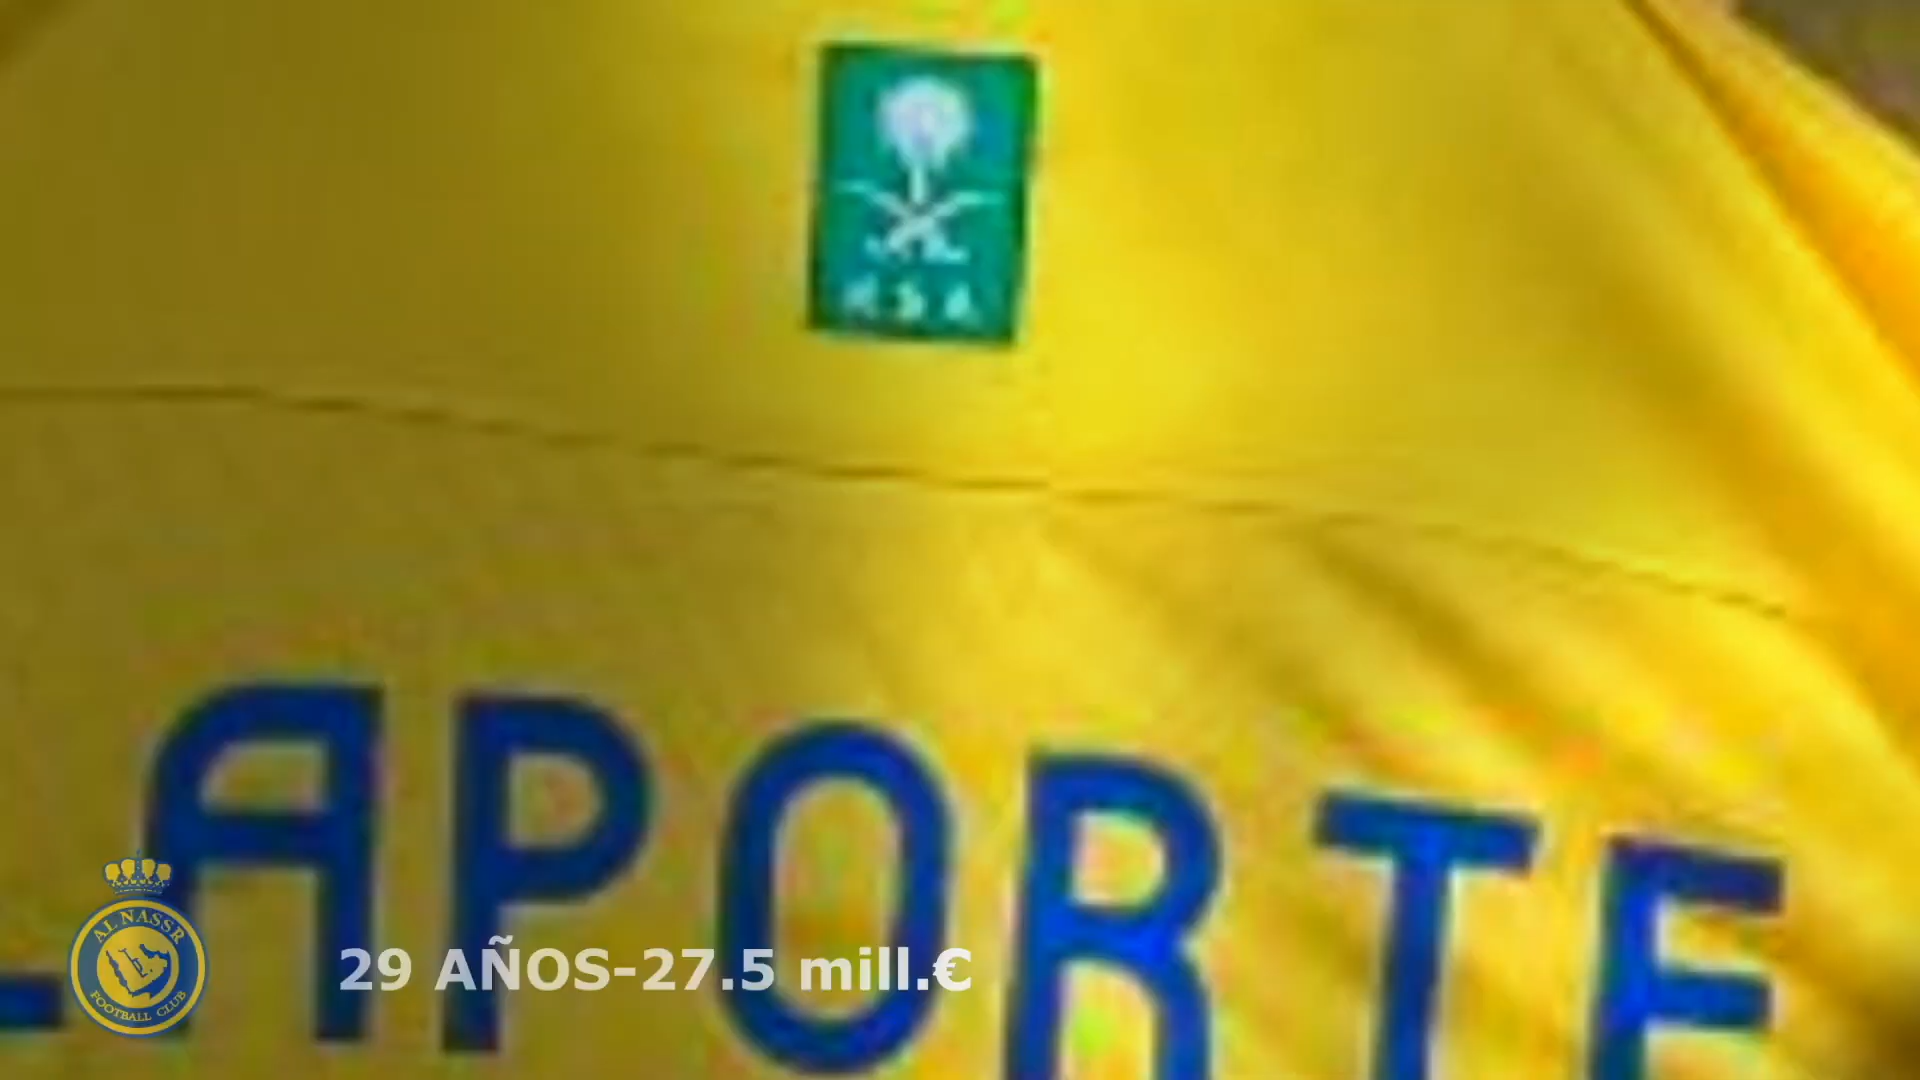 KSA
LAPORTE
AL NASSR
FOOTBALL CLUB
29 AÑOS-27.5 mill.€